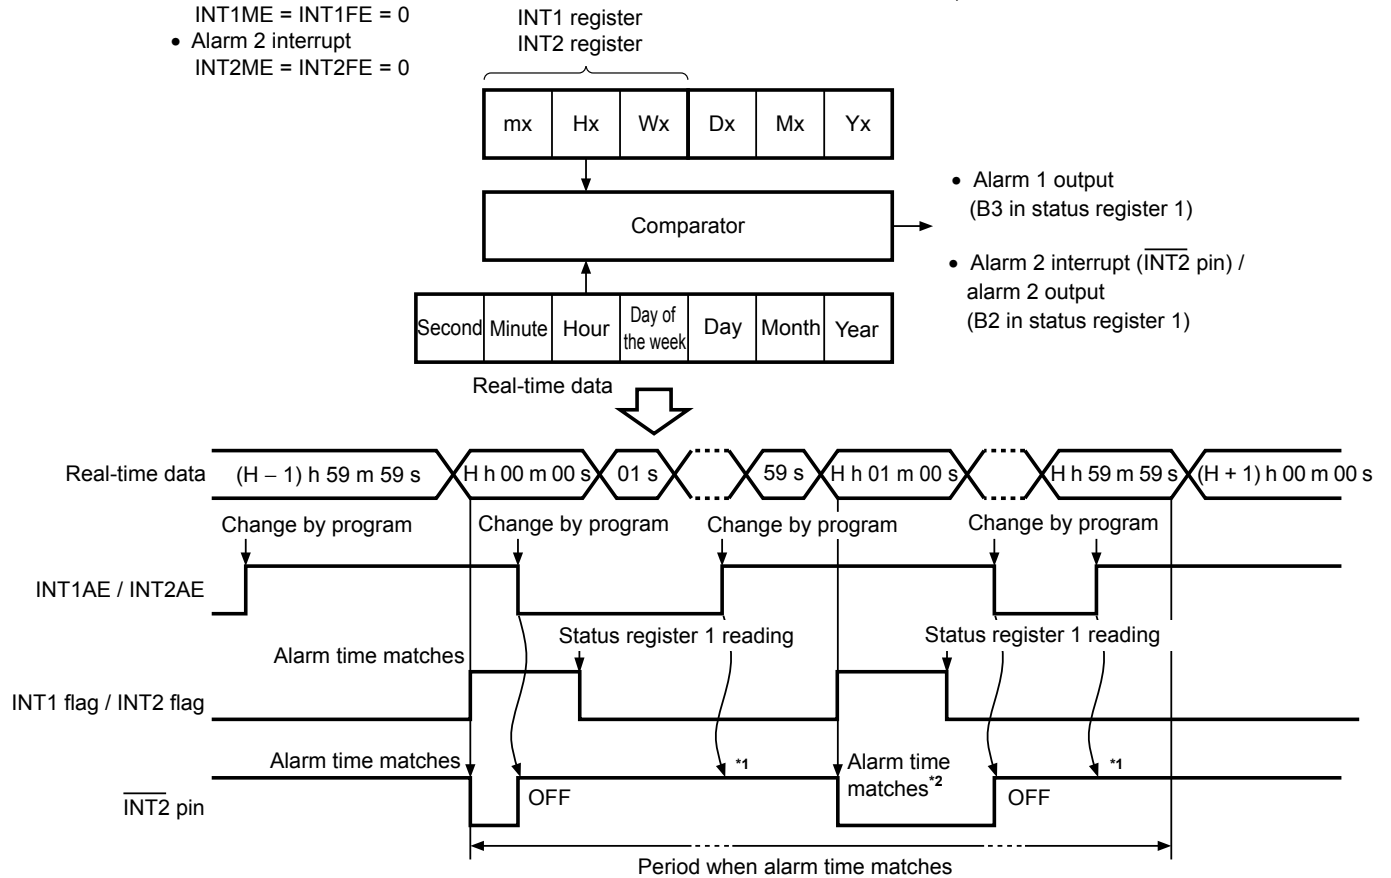 INT1ME = INT1FE = 0
• Alarm 2 interrupt
INT2ME = INT2FE = 0
INT1 register
INT2 register
mx Hx Wx Dx Mx Yx
Comparator
• Alarm 1 output
(B3 in status register 1)
• Alarm 2 interrupt (INT2 pin) /
alarm 2 output
(B2 in status register 1)
Second Minute Hour Day of the week Day Month Year
Real-time data
Real-time data (H − 1) h 59 m 59 s H h 00 m 00 s 01 s 59 s H h 01 m 00 s H h 59 m 59 s (H + 1) h 00 m 00 s
Change by program Change by program Change by program Change by program
INT1AE / INT2AE
Status register 1 reading Status register 1 reading
Alarm time matches
INT1 flag / INT2 flag
Alarm time matches *1 Alarm time matches*2 *1
INT2 pin OFF OFF
Period when alarm time matches